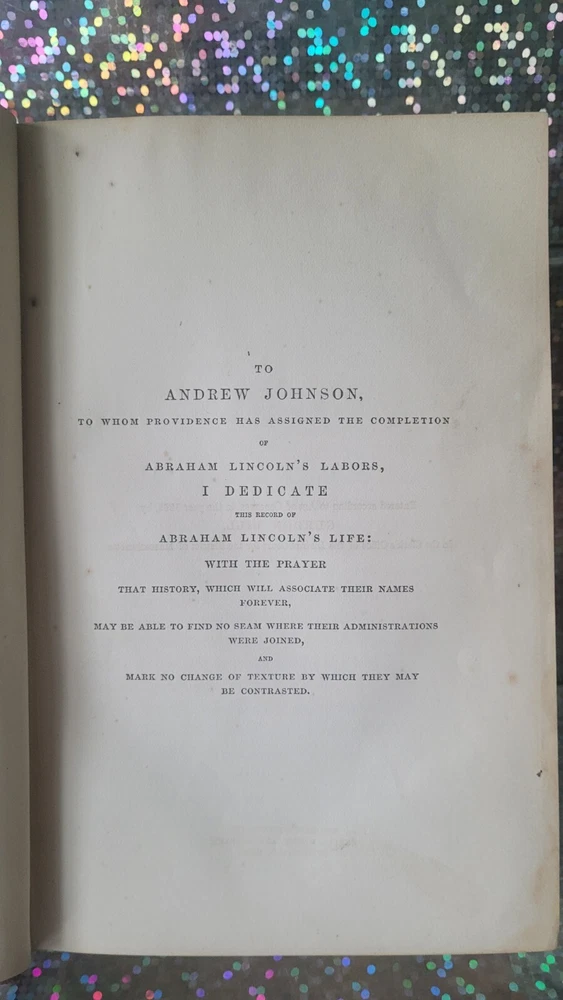 TO
ANDREW JOHNSON,
TO WHOM PROVIDENCE HAS ASSIGNED THE COMPLETION
OF
ABRAHAM LINCOLN'S LABORS,
I DEDICATE
THIS RECORD OF
ABRAHAM LINCOLN'S LIFE:
WITH THE PRAYER
THAT HISTORY, WHICH WILL ASSOCIATE THEIR NAMES
FOREVER,
MAY BE ABLE TO FIND NO SEAM WHERE THEIR ADMINISTRATIONS
WERE JOINED,
AND
MARK NO CHANGE OF TEXTURE BY WHICH THEY MAY
BE CONTRASTED.